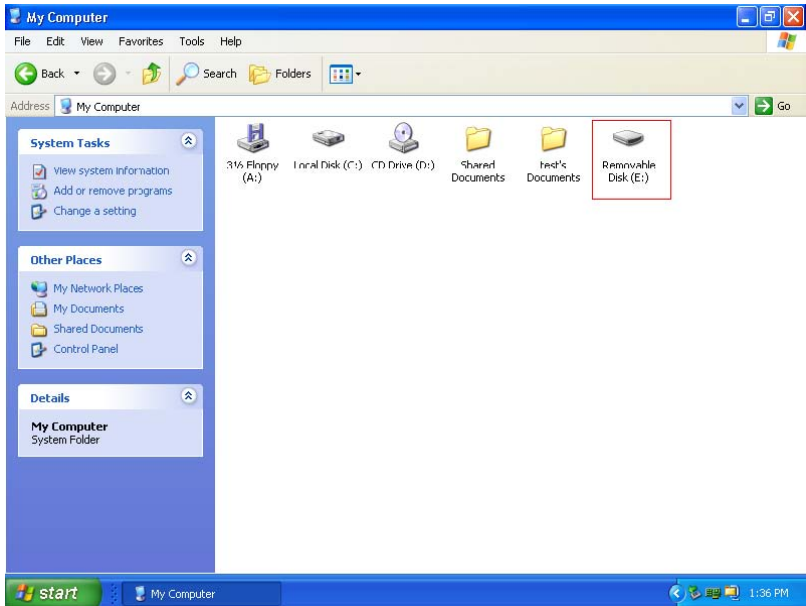 My Computer
File Edit View Favorites Tools Help
Back Search Folders
Address My Computer Go
System Tasks
View system information
Add or remove programs
Change a setting
Other Places
My Network Places
My Documents
Shared Documents
Control Panel
Details
My Computer
System Folder
3½ Floppy (A:)
Local Disk (C:)
CD Drive (D:)
Shared Documents
test's Documents
Removable Disk (E:)
start My Computer 1:36 PM